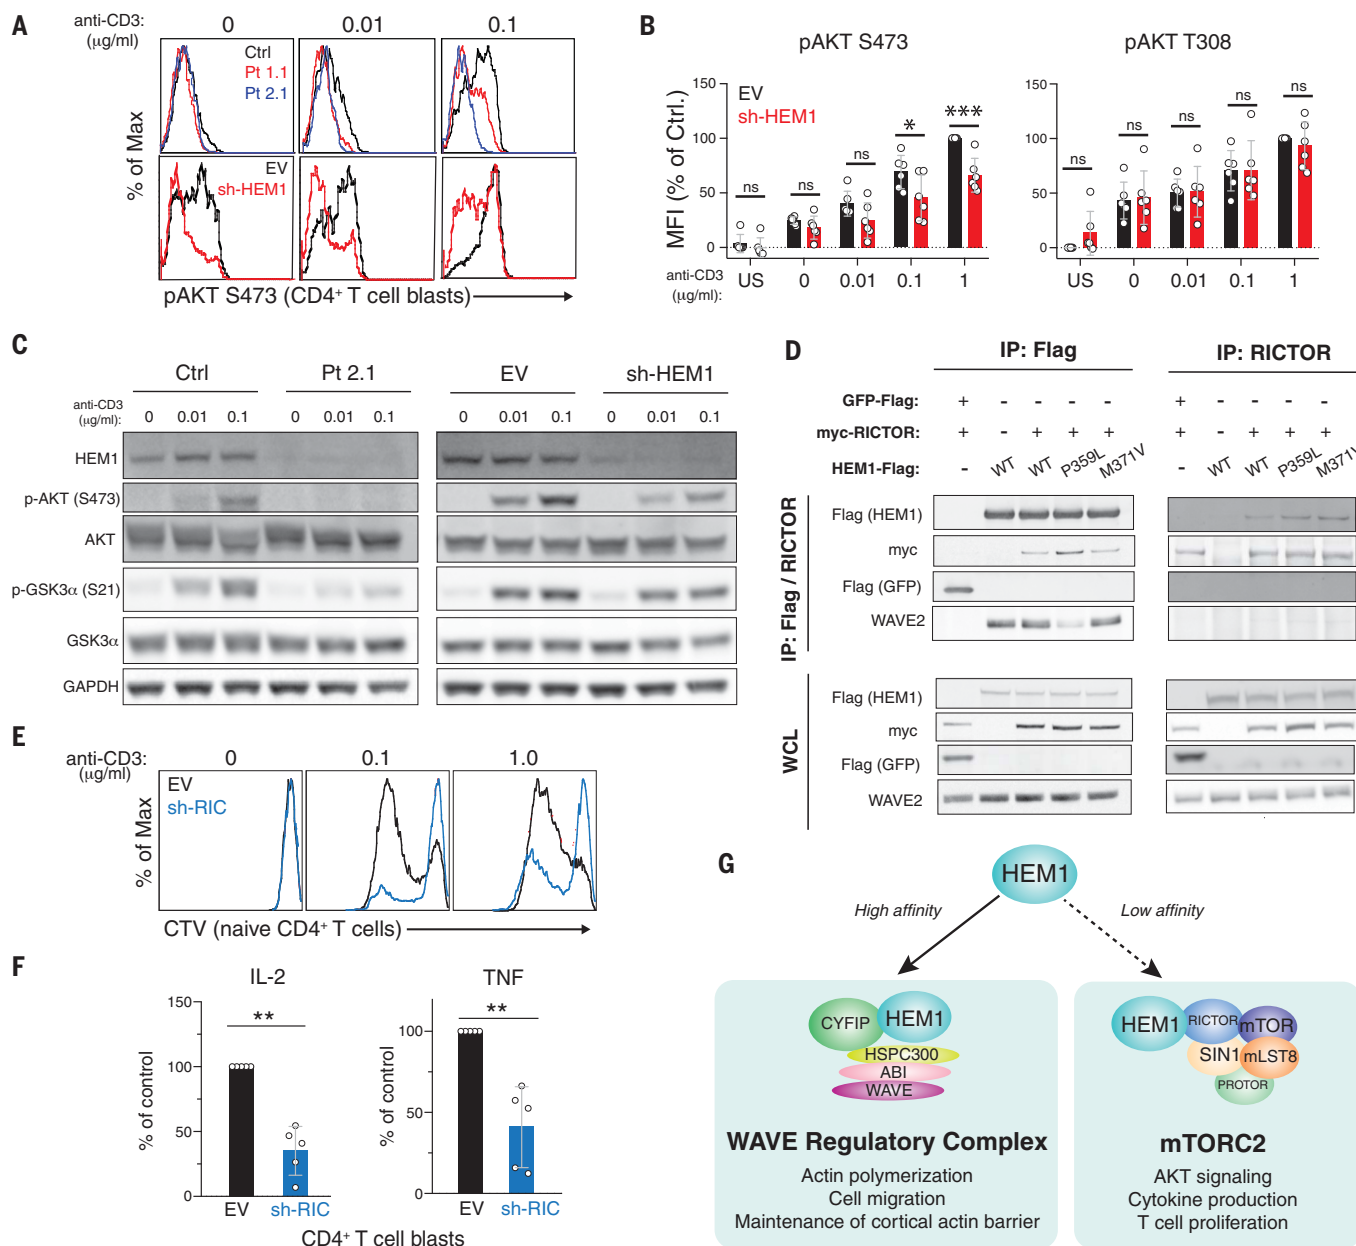 A
anti-CD3:
(μg/ml)
0
0.01
0.1
Ctrl
Pt 1.1
Pt 2.1
EV
sh-HEM1
% of Max
pAKT S473 (CD4+ T cell blasts)
B
pAKT S473
pAKT T308
EV
sh-HEM1
MFI (% of Ctrl.)
150
100
50
0
ns
ns
ns
*
***
US
0
0.01
0.1
1
anti-CD3
(μg/ml):
150
100
50
0
ns
ns
ns
ns
ns
US
0
0.01
0.1
1
C
Ctrl
Pt 2.1
EV
sh-HEM1
anti-CD3
(μg/ml):
0 0.01 0.1 0 0.01 0.1 0 0.01 0.1 0 0.01 0.1
HEM1
p-AKT (S473)
AKT
p-GSK3α (S21)
GSK3α
GAPDH
D
IP: Flag
IP: RICTOR
GFP-Flag: + - - - - + - - - -
myc-RICTOR: + - + + + + - + + +
HEM1-Flag: - WT WT P359L M371V - WT WT P359L M371V
IP: Flag / RICTOR
Flag (HEM1)
myc
Flag (GFP)
WAVE2
WCL
Flag (HEM1)
myc
Flag (GFP)
WAVE2
E
anti-CD3:
(μg/ml)
0
0.1
1.0
EV
sh-RIC
% of Max
CTV (naive CD4+ T cells)
F
IL-2
% of control
150
100
50
0
**
EV
sh-RIC
TNF
% of control
100
50
0
**
EV
sh-RIC
CD4+ T cell blasts
G
HEM1
High affinity
Low affinity
CYFIP
HEM1
HSPC300
ABI
WAVE
WAVE Regulatory Complex
Actin polymerization
Cell migration
Maintenance of cortical actin barrier
HEM1
RICTOR
mTOR
SIN1
mLST8
PROTOR
mTORC2
AKT signaling
Cytokine production
T cell proliferation